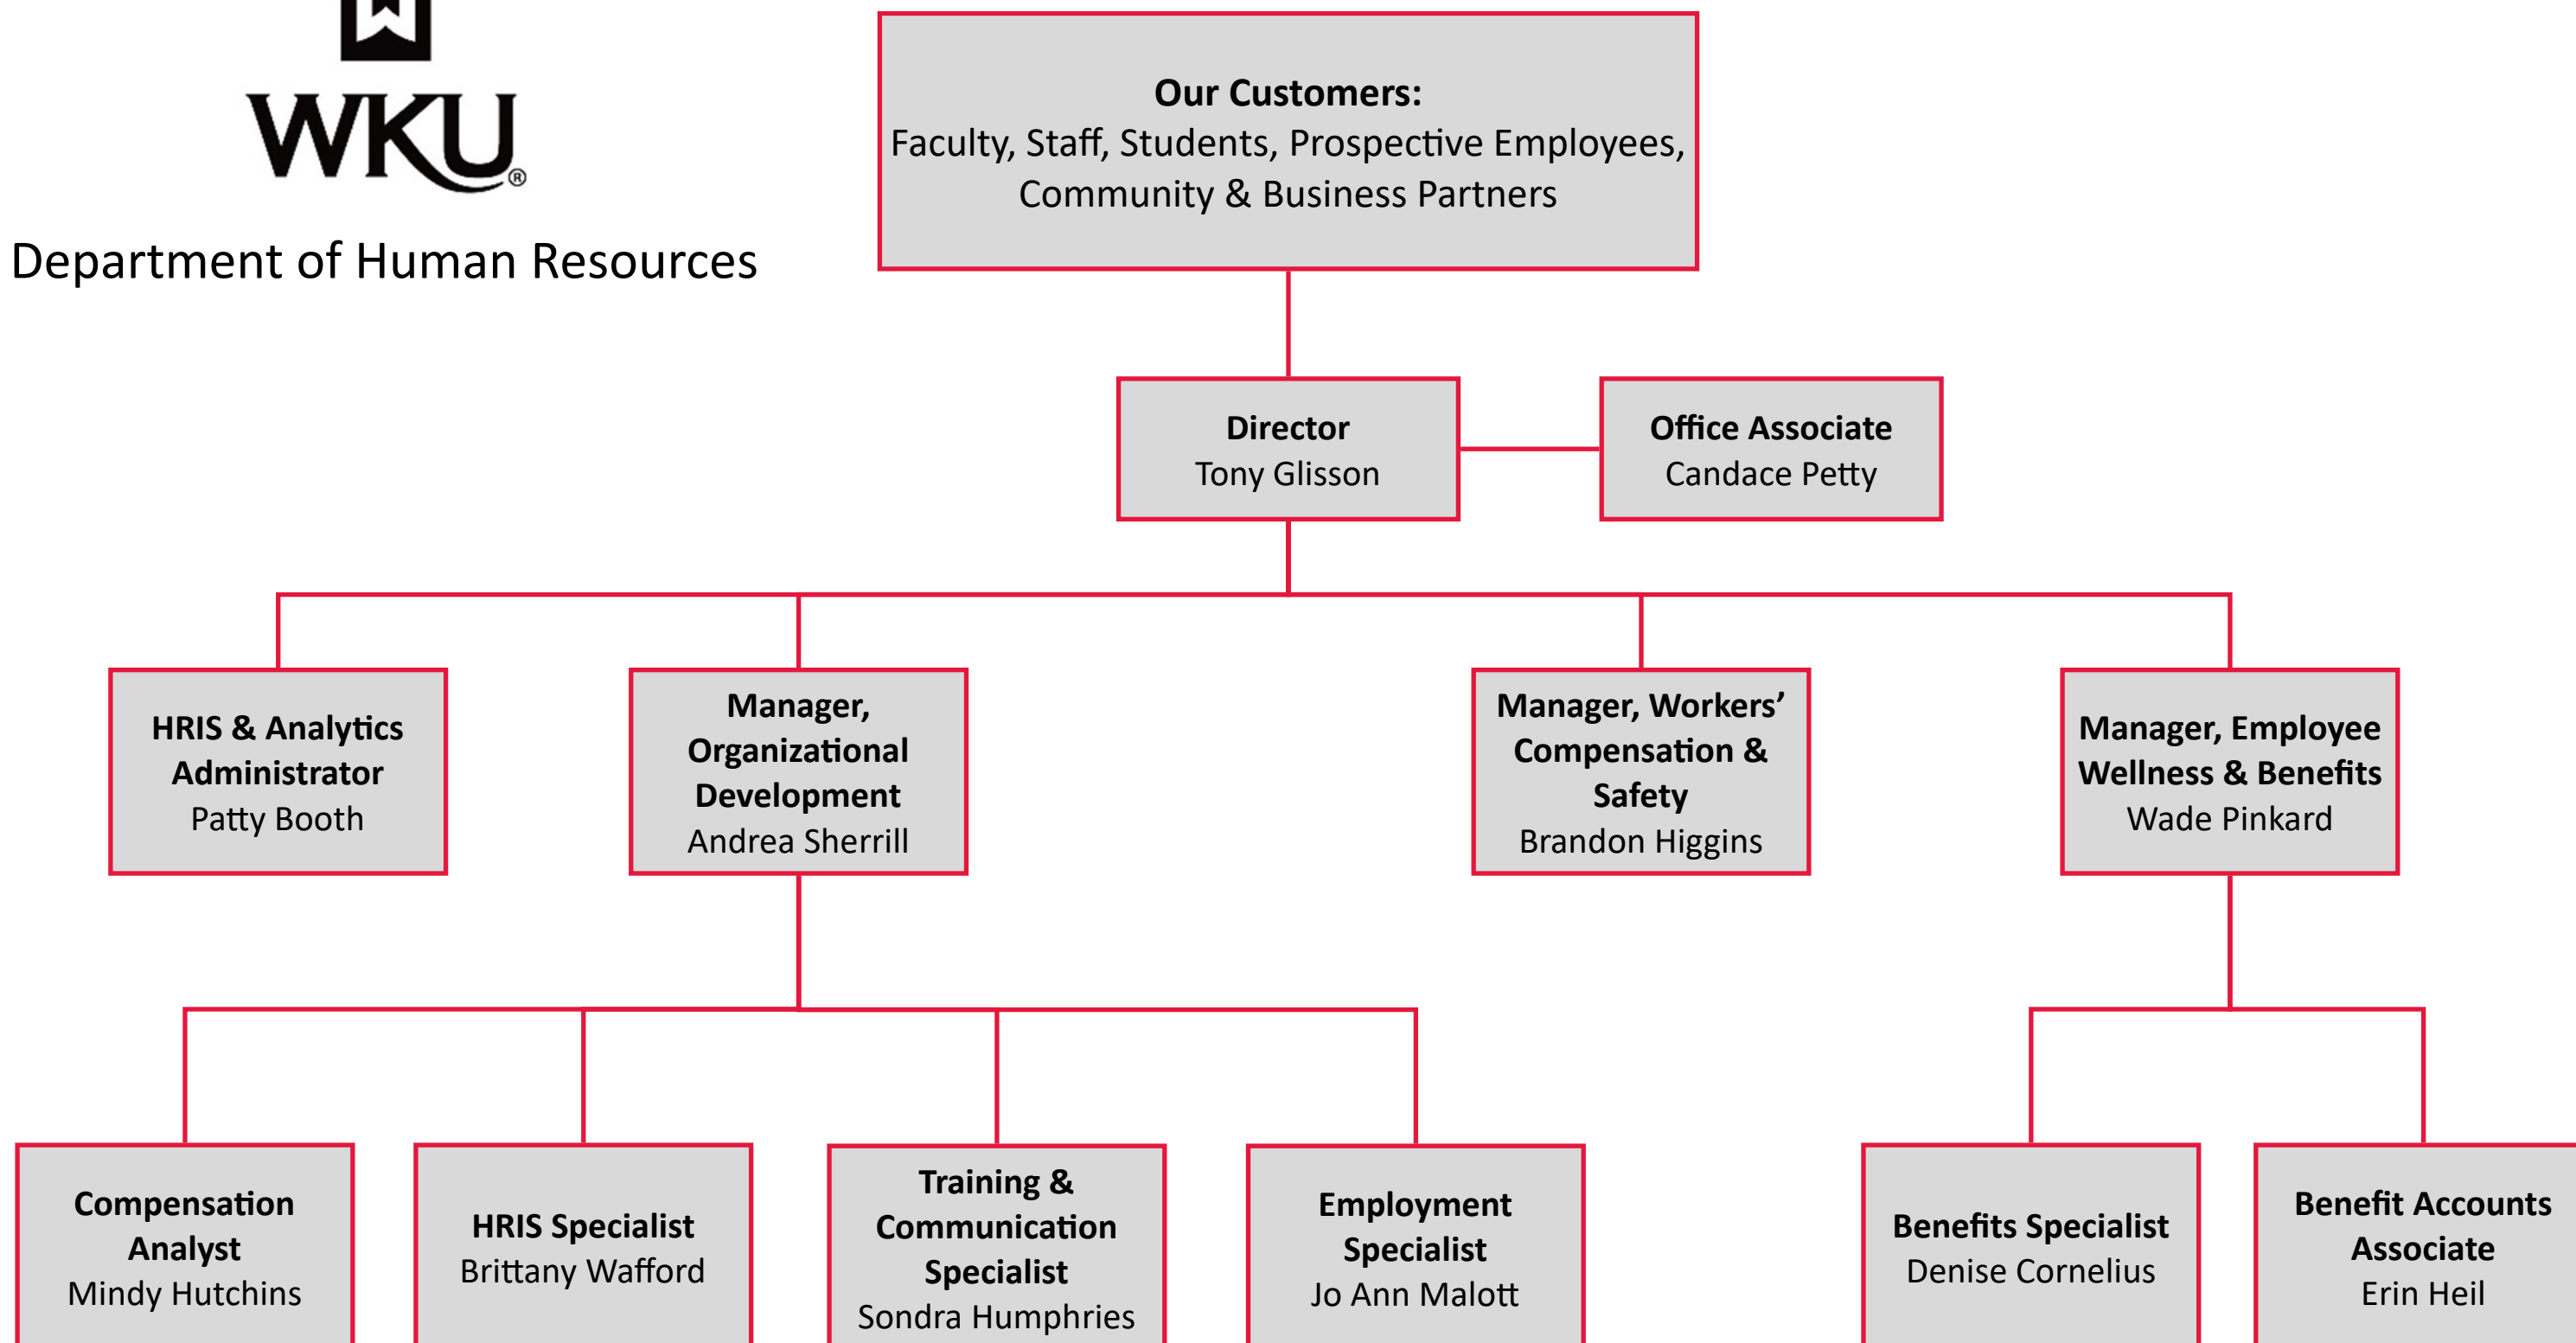 WKU®
Department of Human Resources
Our Customers:
Faculty, Staff, Students, Prospective Employees,
Community & Business Partners
Director
Tony Glisson
Office Associate
Candace Petty
HRIS & Analytics
Administrator
Patty Booth
Manager,
Organizational
Development
Andrea Sherrill
Manager, Workers’
Compensation &
Safety
Brandon Higgins
Manager, Employee
Wellness & Benefits
Wade Pinkard
Compensation
Analyst
Mindy Hutchins
HRIS Specialist
Brittany Wafford
Training &
Communication
Specialist
Sondra Humphries
Employment
Specialist
Jo Ann Malott
Benefits Specialist
Denise Cornelius
Benefit Accounts
Associate
Erin Heil